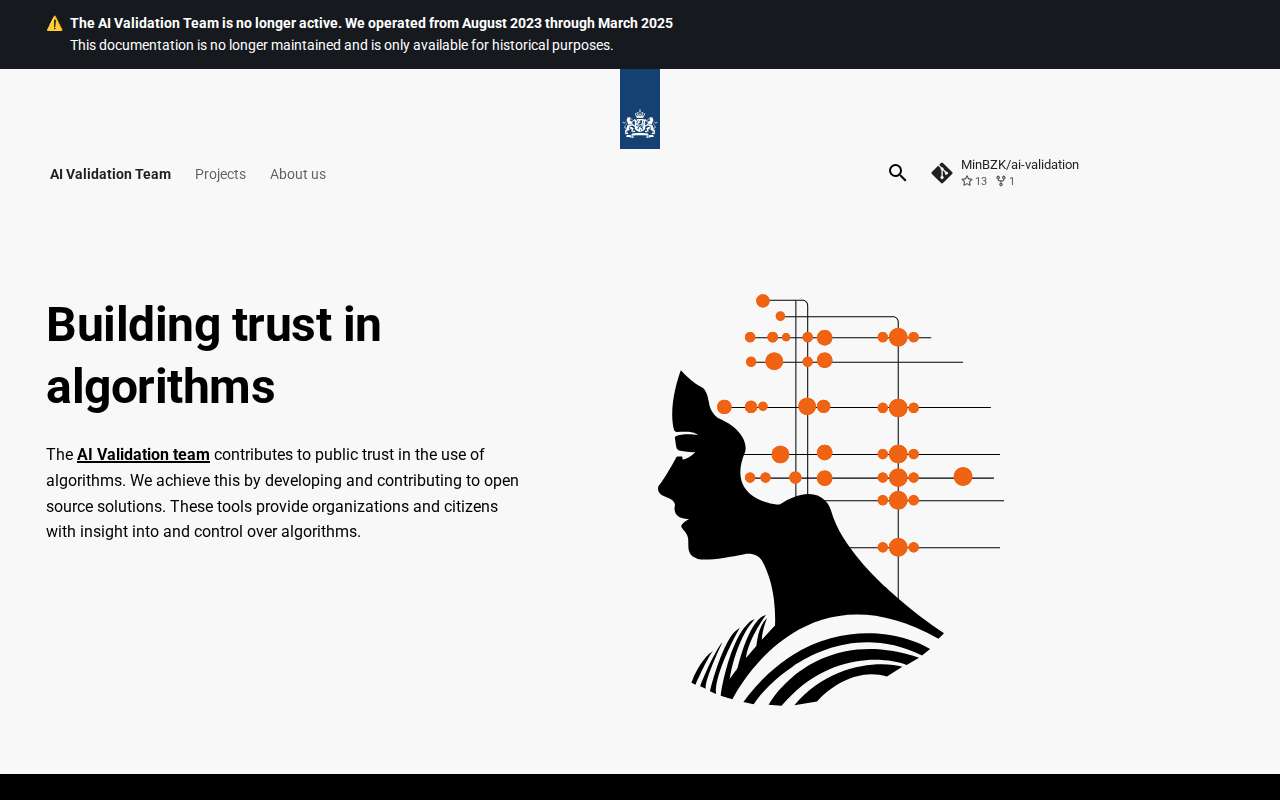 The AI Validation Team is no longer active. We operated from August 2023 through March 2025
This documentation is no longer maintained and is only available for historical purposes.
AI Validation Team
Projects
About us
MinBZK/ai-validation
13
1
Building trust in
algorithms
The AI Validation team contributes to public trust in the use of
algorithms. We achieve this by developing and contributing to open
source solutions. These tools provide organizations and citizens
with insight into and control over algorithms.